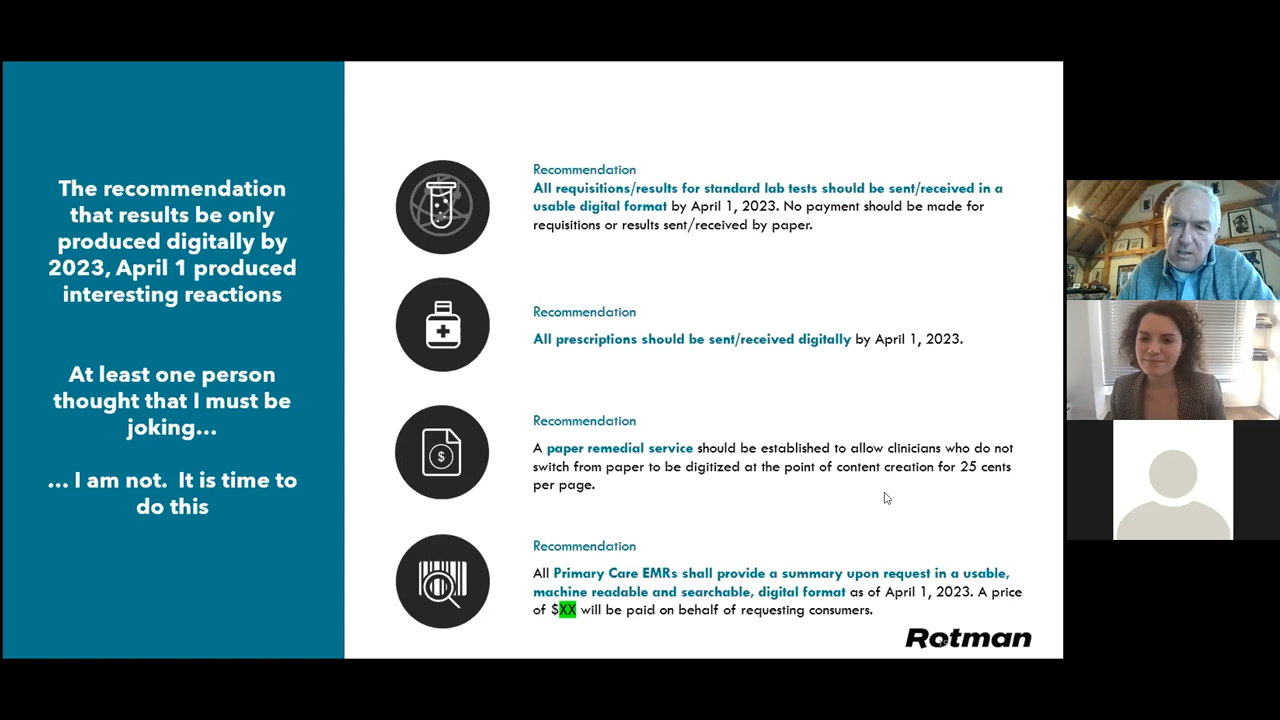 The recommendation
that results be only
produced digitally by
2023, April 1 produced
interesting reactions
At least one person
thought that I must be
joking...
... I am not. It is time to
do this
Recommendation
All requisitions/results for standard lab tests should be sent/received in a
usable digital format by April 1, 2023. No payment should be made for
requisitions or results sent/received by paper.
Recommendation
All prescriptions should be sent/received digitally by April 1, 2023.
Recommendation
A paper remedial service should be established to allow clinicians who do not
switch from paper to be digitized at the point of content creation for 25 cents
per page.
Recommendation
All Primary Care EMRs shall provide a summary upon request in a usable,
machine readable and searchable, digital format as of April 1, 2023. A price
of $XX will be paid on behalf of requesting consumers.
Rotman